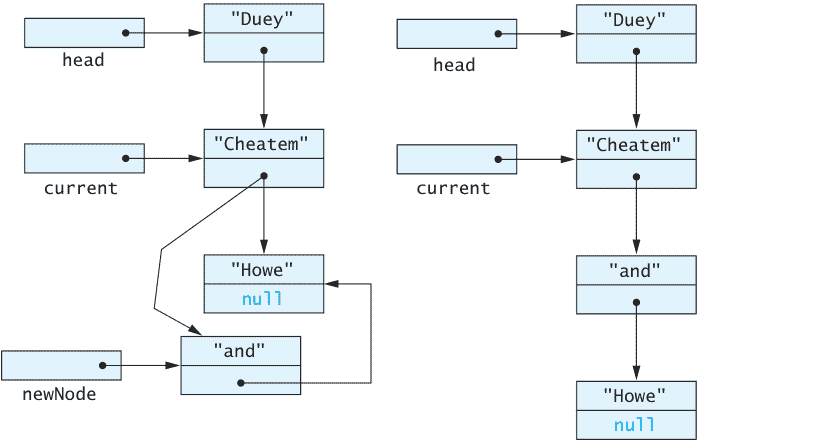 "Duey"
head
"Cheatem"
current
"Howe"
null
"and"
newNode
"Duey"
head
"Cheatem"
current
"and"
"Howe"
null